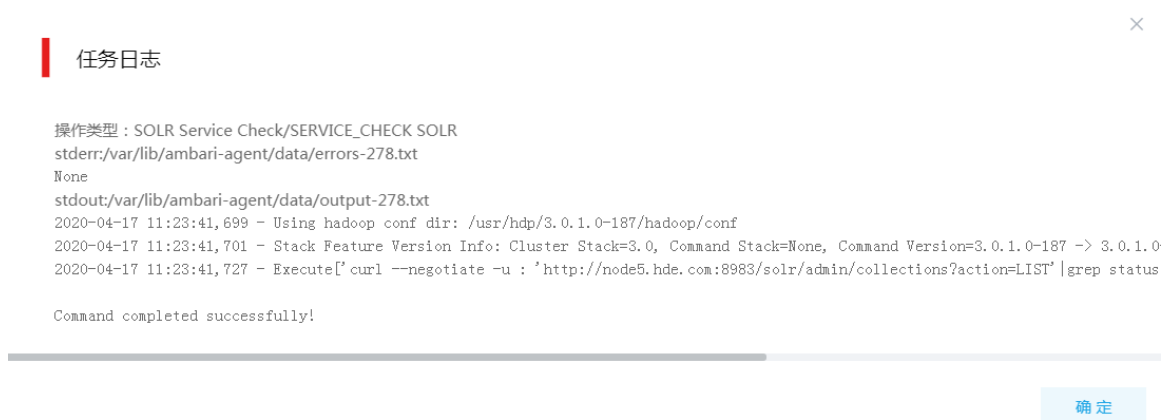 任务日志
操作类型：SOLR Service Check/SERVICE_CHECK SOLR
stderr:/var/lib/ambari-agent/data/errors-278.txt
None
stdout:/var/lib/ambari-agent/data/output-278.txt
2020-04-17 11:23:41,699 - Using hadoop conf dir: /usr/hdp/3.0.1.0-187/hadoop/conf
2020-04-17 11:23:41,701 - Stack Feature Version Info: Cluster Stack=3.0, Command Stack=None, Command Version=3.0.1.0-187 -> 3.0.1.0-
2020-04-17 11:23:41,727 - Execute['curl --negotiate -u : 'http://node5.hde.com:8983/solr/admin/collections?action=LIST'|grep status
Command completed successfully!
确定